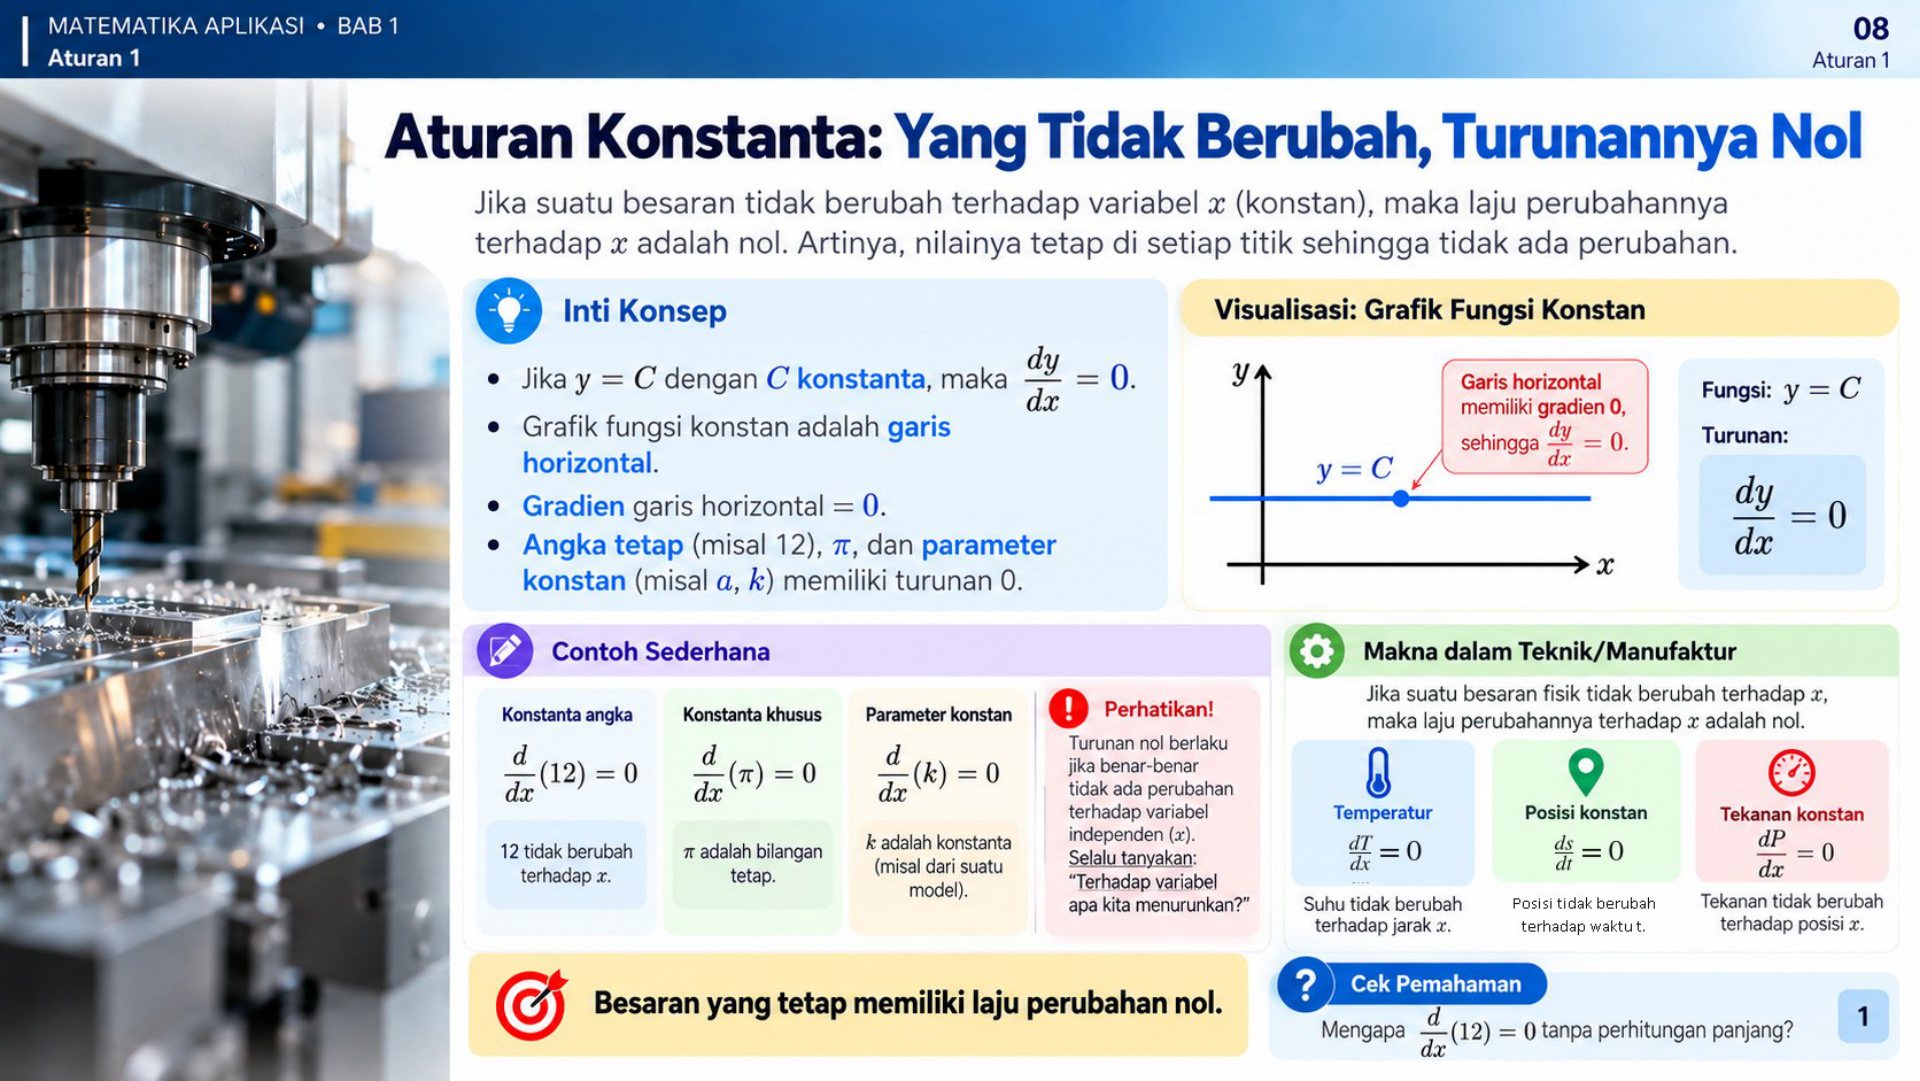 MATEMATIKA APLIKASI • BAB 1
Aturan 1
08
Aturan 1
Aturan Konstanta: Yang Tidak Berubah, Turunannya Nol
Jika suatu besaran tidak berubah terhadap variabel x (konstan), maka laju perubahannya
terhadap x adalah nol. Artinya, nilainya tetap di setiap titik sehingga tidak ada perubahan.
Inti Konsep
• Jika y = C dengan C konstanta, maka dy/dx = 0.
• Grafik fungsi konstan adalah garis
horizontal.
• Gradien garis horizontal = 0.
• Angka tetap (misal 12), π, dan parameter
konstan (misal a, k) memiliki turunan 0.
Visualisasi: Grafik Fungsi Konstan
y
Garis horizontal
memiliki gradien 0,
sehingga dy/dx = 0.
y = C
x
Fungsi: y = C
Turunan:
dy/dx = 0
Contoh Sederhana
Konstanta angka
d/dx (12) = 0
12 tidak berubah
terhadap x.
Konstanta khusus
d/dx (π) = 0
π adalah bilangan
tetap.
Parameter konstan
d/dx (k) = 0
k adalah konstanta
(misal dari suatu
model).
! Perhatikan!
Turunan nol berlaku
jika benar-benar
tidak ada perubahan
terhadap variabel
independen (x).
Selalu tanyakan:
“Terhadap variabel
apa kita menurunkan?”
Makna dalam Teknik/Manufaktur
Jika suatu besaran fisik tidak berubah terhadap x,
maka laju perubahannya terhadap x adalah nol.
Temperatur
dT/dx = 0
Suhu tidak berubah
terhadap jarak x.
Posisi konstan
ds/dt = 0
Posisi tidak berubah
terhadap waktu t.
Tekanan konstan
dP/dx = 0
Tekanan tidak berubah
terhadap posisi x.
Besaran yang tetap memiliki laju perubahan nol.
? Cek Pemahaman
Mengapa d/dx (12) = 0 tanpa perhitungan panjang?
1